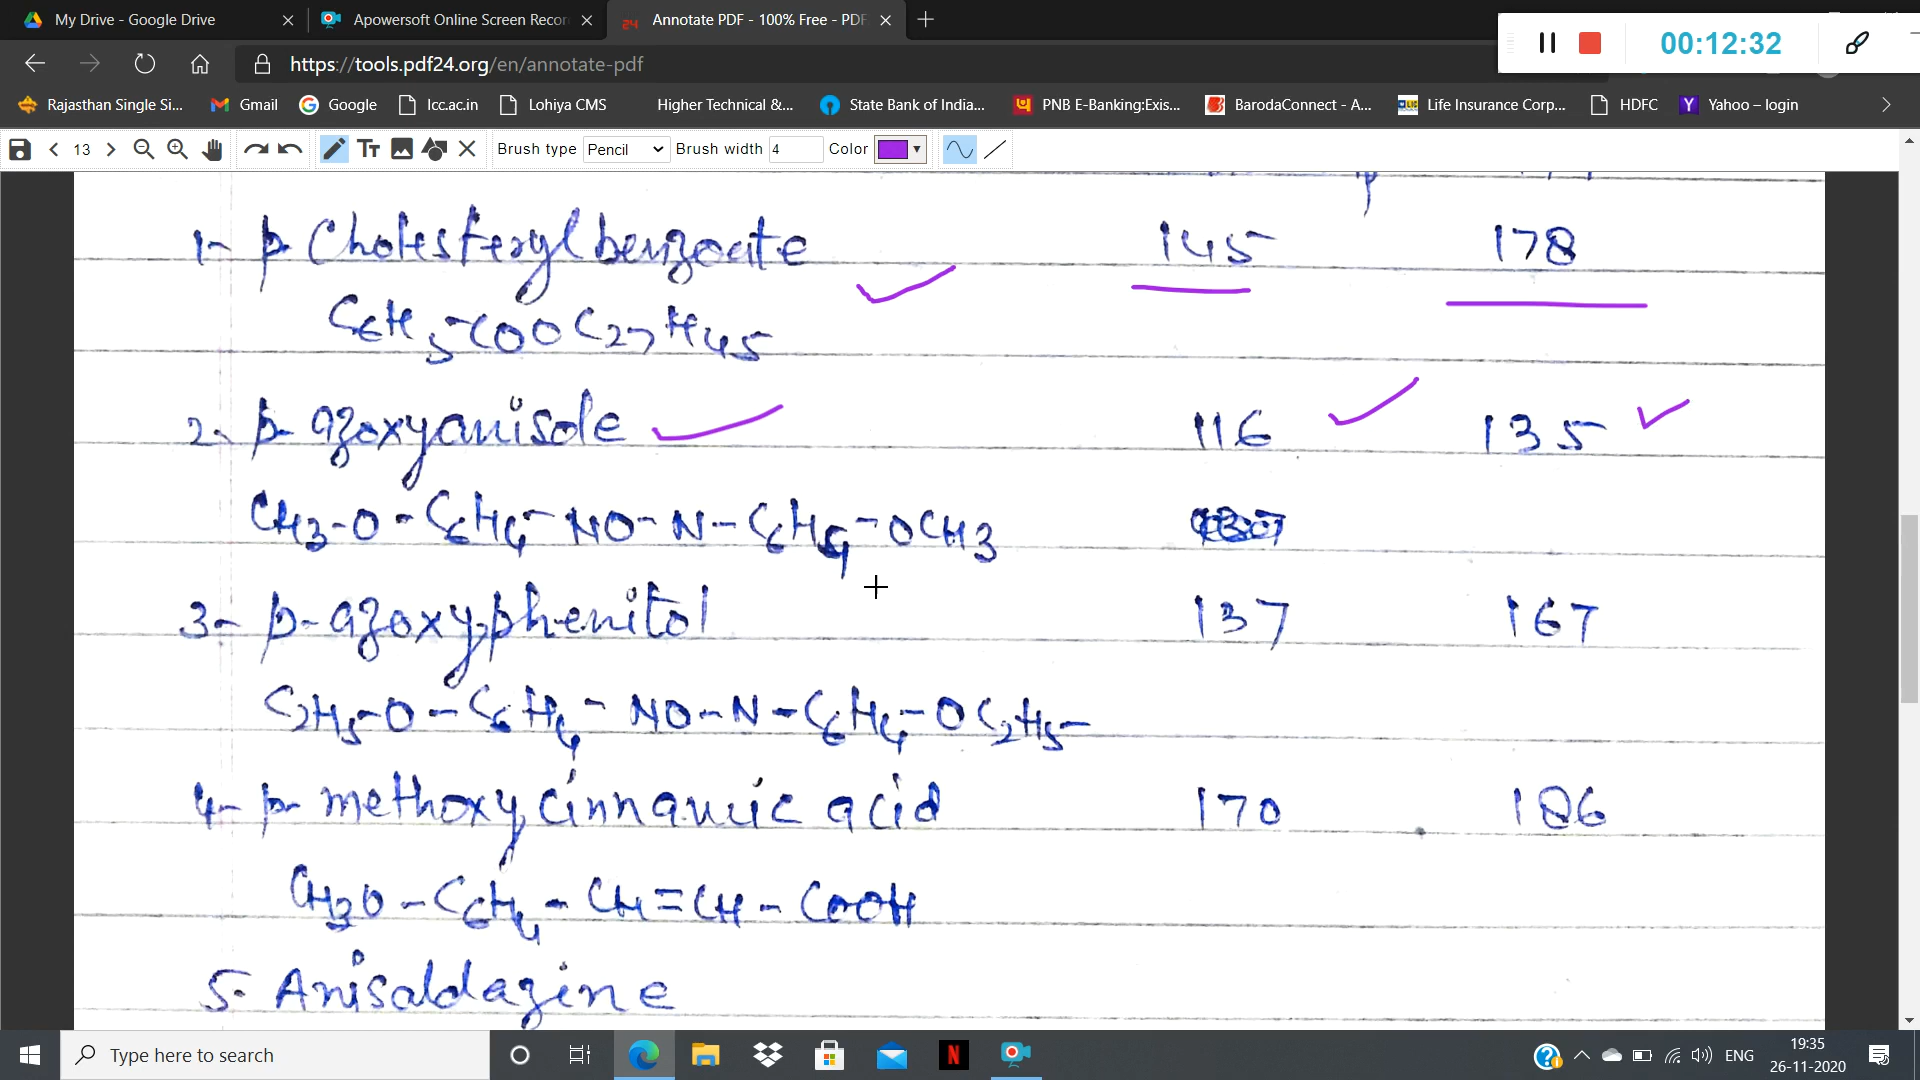 My Drive - Google Drive
Apowersoft Online Screen Recor
Annotate PDF - 100% Free - PDF
00:12:32
https://tools.pdf24.org/en/annotate-pdf
Rajasthan Single Si... Gmail Google lcc.ac.in Lohiya CMS Higher Technical &... State Bank of India... PNB E-Banking:Exis... BarodaConnect - A... Life Insurance Corp... HDFC Yahoo – login
13 Brush type Pencil Brush width 4 Color
1- p- Cholesteryl benzoate 145 178
C6H5-COOC27H45
2- p- azoxyanisole 116 135
CH3-O-C6H4-NO-N-C6H4-OCH3
3- p-azoxyphenitol 137 167
C2H5-O-C6H4-NO-N-C6H4-OC2H5-
4- p- methoxy cinnamic acid 170 186
CH3O-C6H4-CH=CH-COOH
5- Anisaldazine
Type here to search
ENG
19:35
26-11-2020